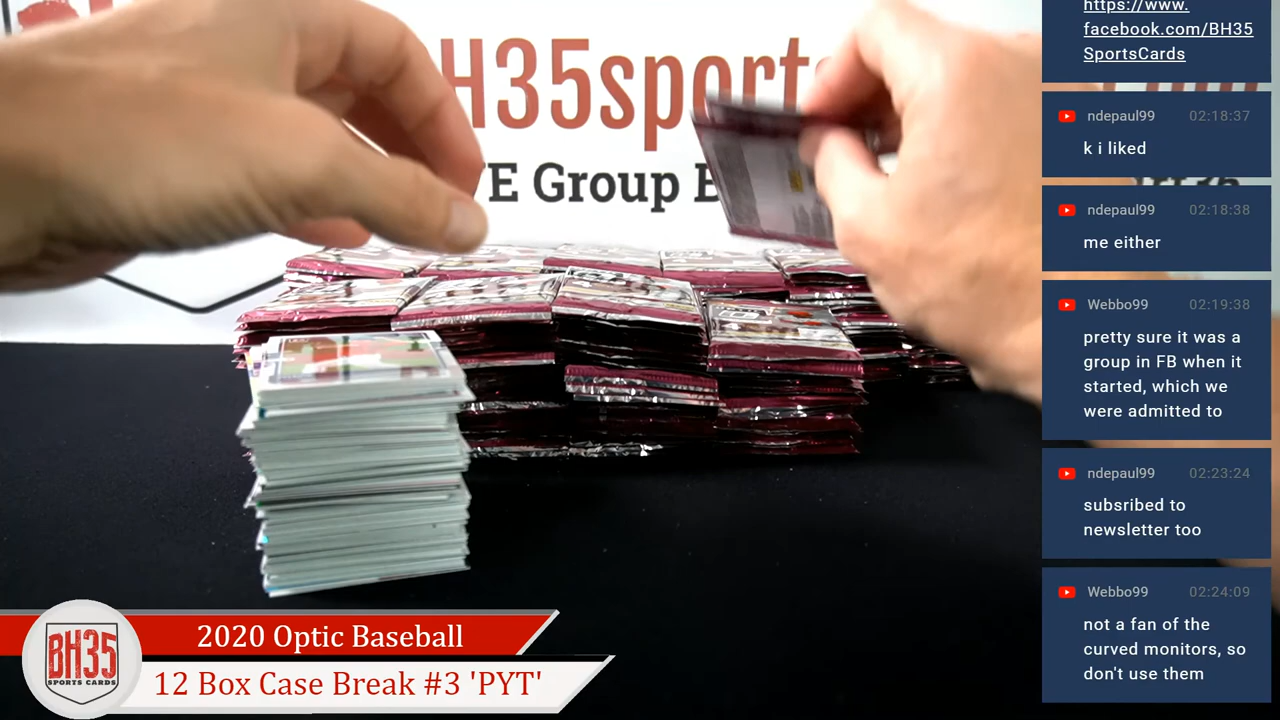 H35sports
VE Group B
https://www.
facebook.com/BH35
SportsCards
ndepaul99 02:18:37
k i liked
ndepaul99 02:18:38
me either
Webbo99 02:19:38
pretty sure it was a
group in FB when it
started, which we
were admitted to
ndepaul99 02:23:24
subsribed to
newsletter too
Webbo99 02:24:09
not a fan of the
curved monitors, so
don't use them
2020 Optic Baseball
12 Box Case Break #3 'PYT'
BH35
SPORTS CARDS